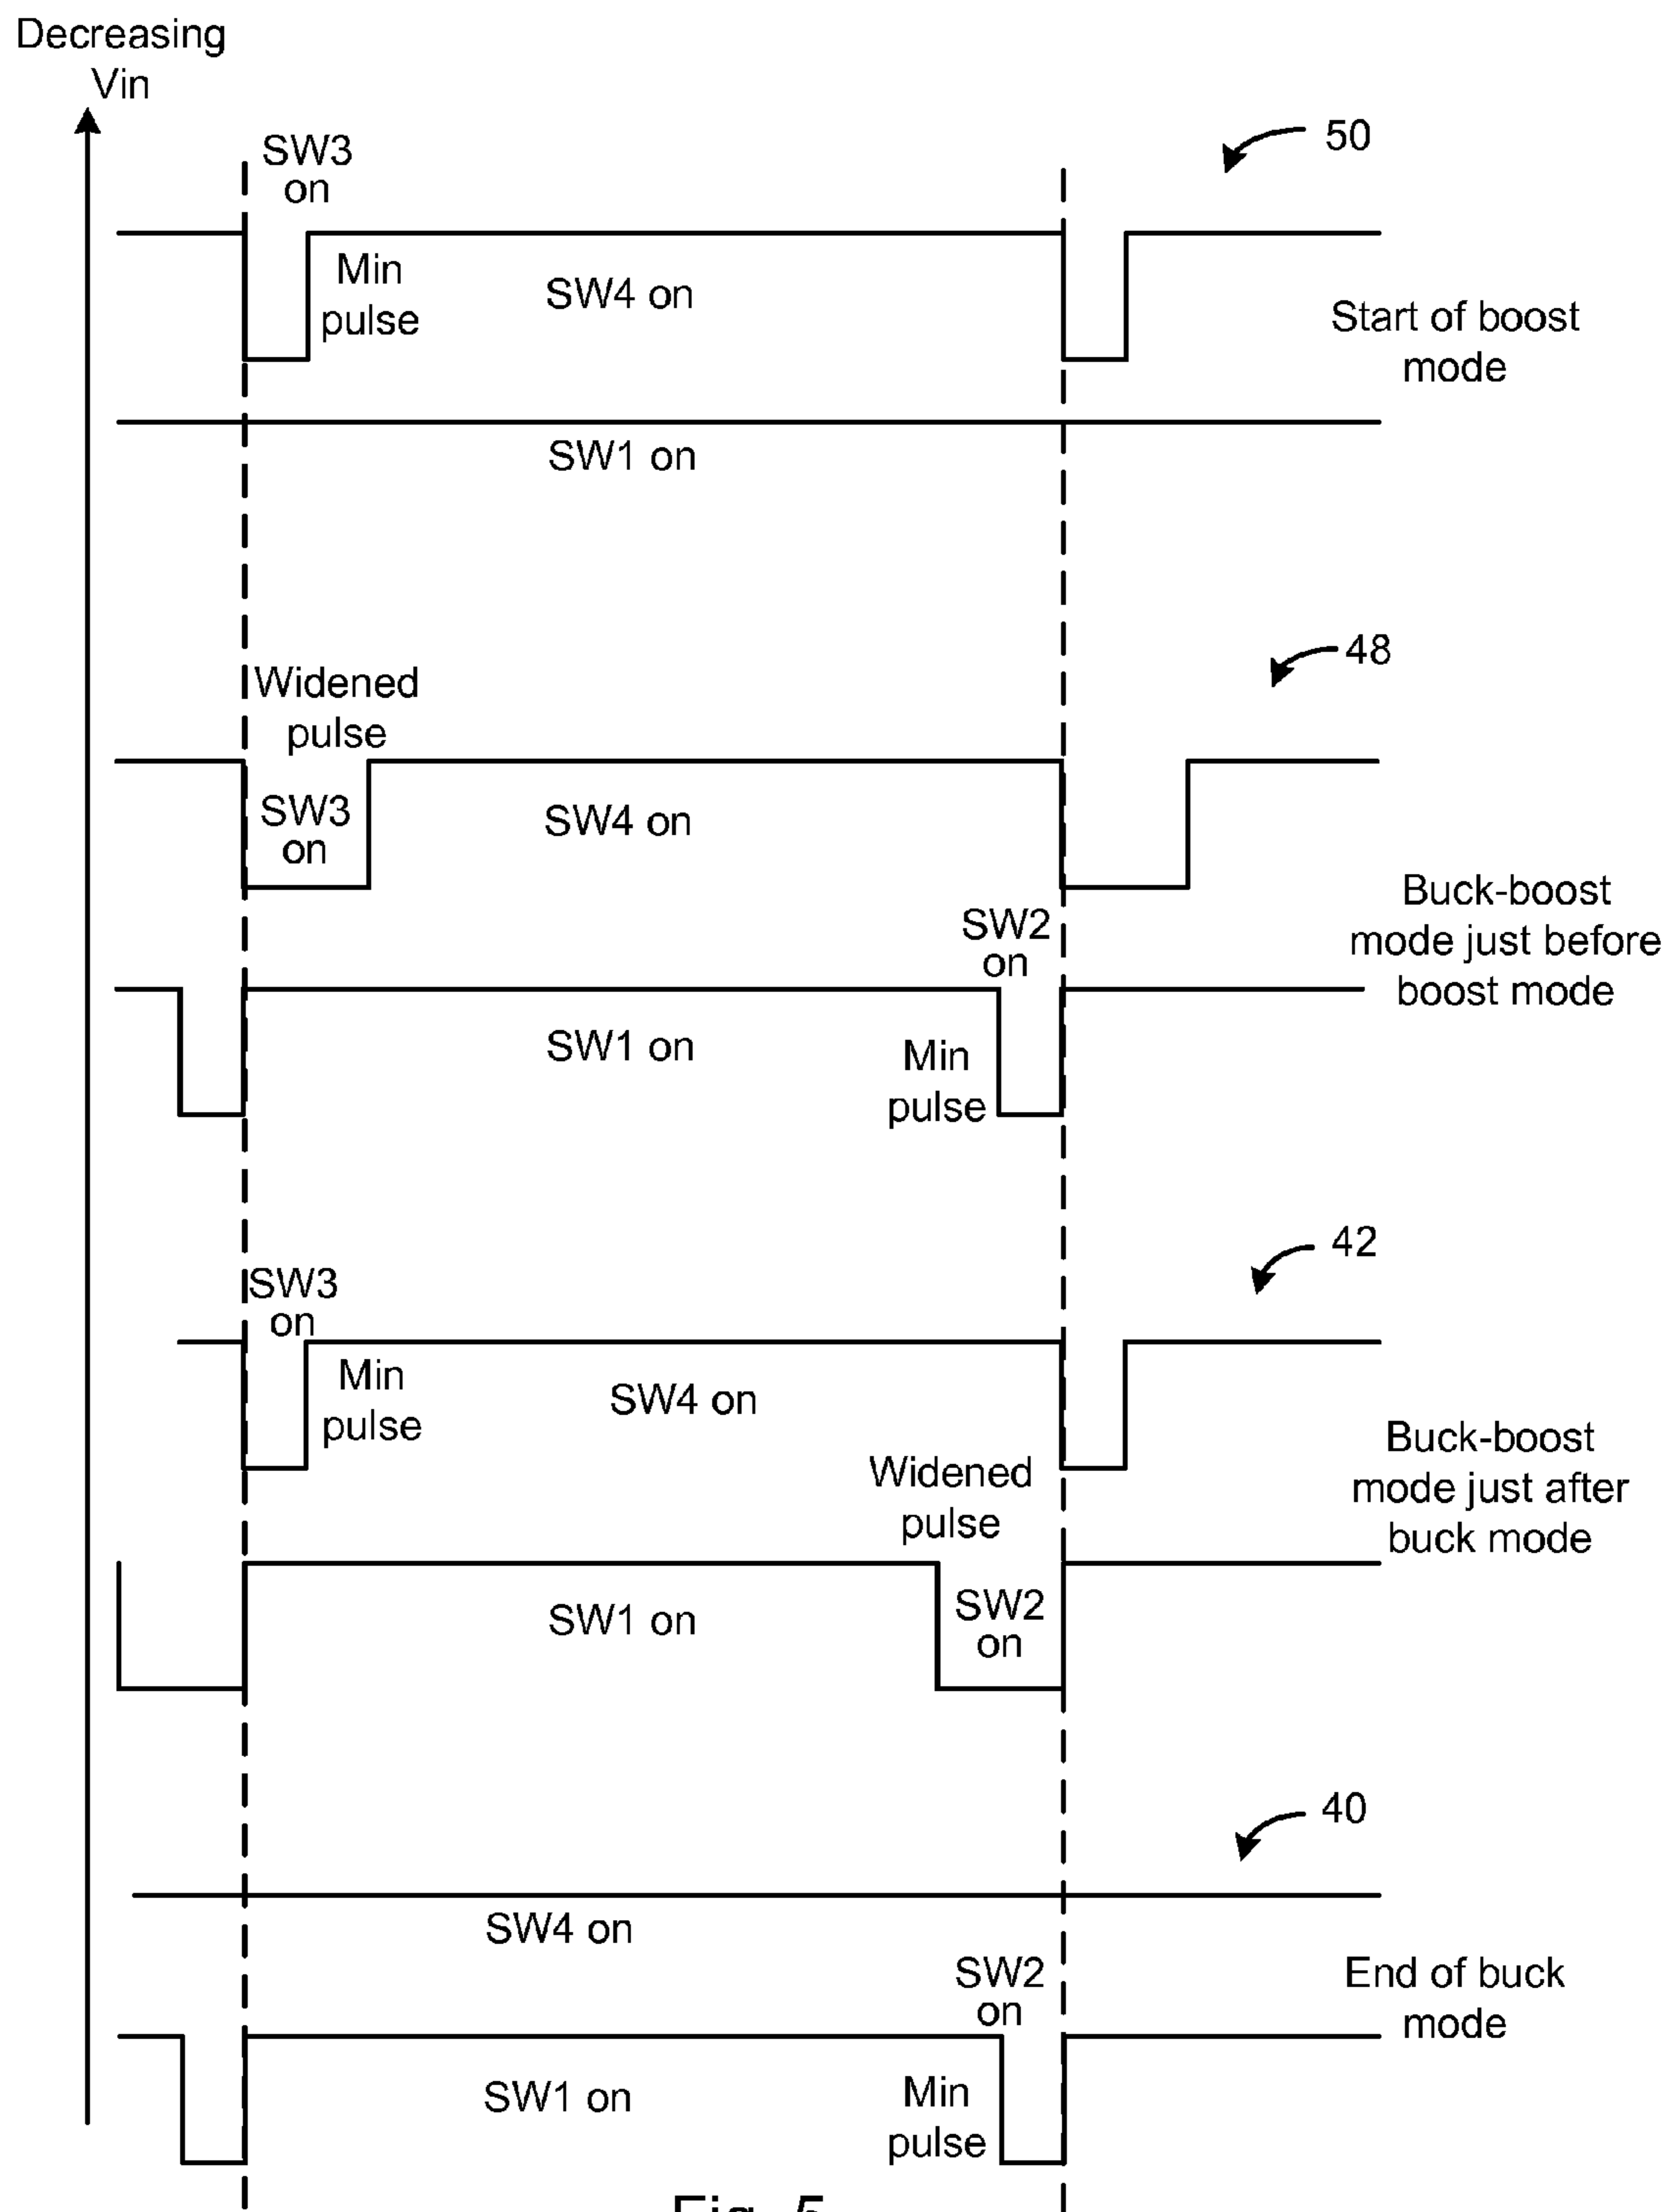 Decreasing
Vin
SW3
on
50
Min
pulse
SW4 on
Start of boost
mode
SW1 on
48
Widened
pulse
SW3
on
SW4 on
Buck-boost
mode just before
boost mode
SW2
on
SW1 on
Min
pulse
42
SW3
on
Min
pulse
SW4 on
Buck-boost
mode just after
buck mode
Widened
pulse
SW1 on
SW2
on
40
SW4 on
SW2
on
End of buck
mode
SW1 on
Min
pulse
Fig. 5